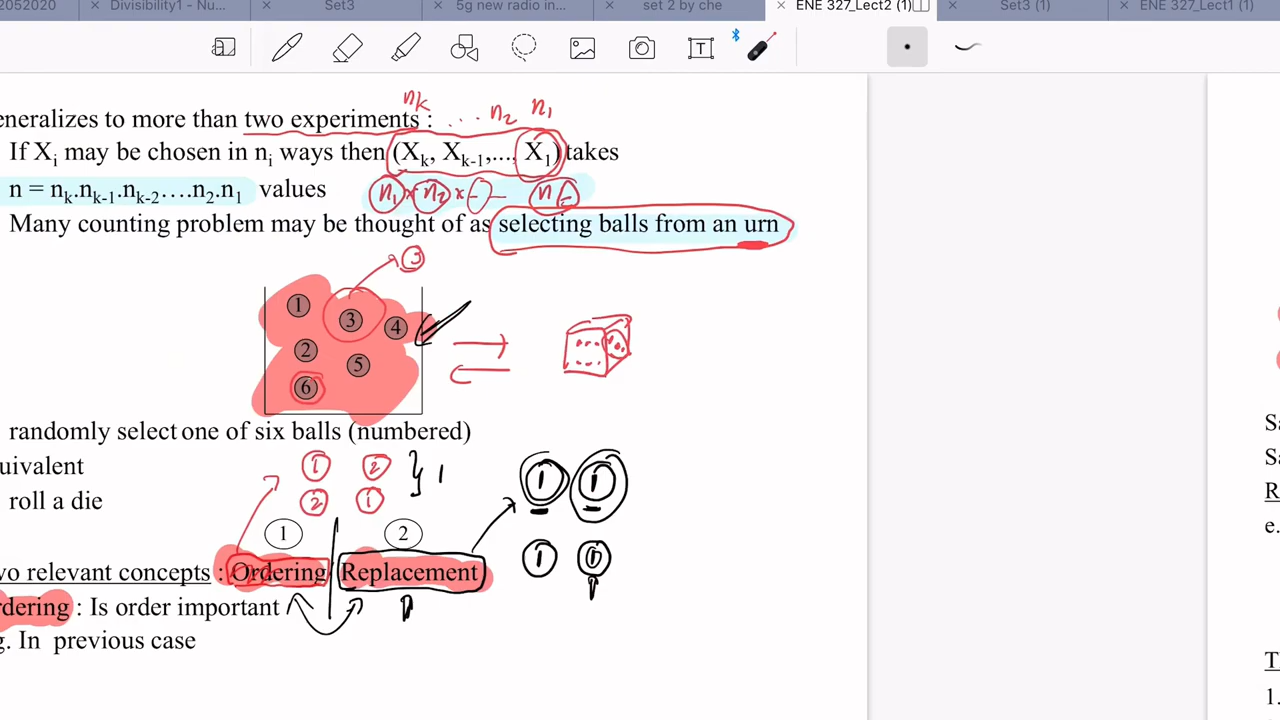 2052020 × Divisibility1 - Nu... × Set3 × 5g new radio in... × set 2 by che × ENE 327_Lect2 (1) × Set3 (1) × ENE 327_Lect1 (1)
nk ... n2 n1
eneralizes to more than two experiments :
If Xi may be chosen in ni ways then (Xk, Xk-1,..., X1) takes
n = nk.nk-1.nk-2....n2.n1 values n1 × n2 ×
Many counting problem may be thought of as selecting balls from an urn
3
1 3 4
2 5
6
randomly select one of six balls (numbered)
uivalent 1 2 } 1 1 1
roll a die 2 1
1 2
1
wo relevant concepts : Ordering / Replacement
rdering : Is order important
g. In previous case
Sa
Sa
R
e.
T
1.